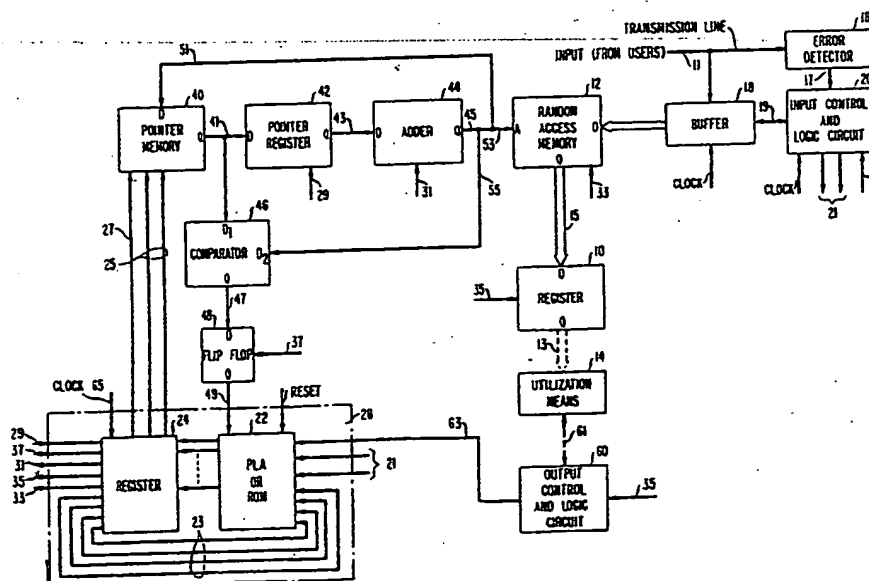 TRANSMISSION LINE
INPUT (FROM USERS)
11
18
ERROR
DETECTOR
17
20
INPUT CONTROL
AND
LOGIC CIRCUIT
19
18
BUFFER
CLOCK
CLOCK
21
51
40
POINTER
MEMORY
D
O
41
42
POINTER
REGISTER
D
O
29
43
44
ADDER
D
O
31
45
53
55
12
RANDOM
ACCESS
MEMORY
A
D
O
33
15
27
25
46
COMPARATOR
D1
D2
O
47
48
FLIP FLOP
D
O
37
49
10
REGISTER
D
O
35
13
14
UTILIZATION
MEANS
61
60
OUTPUT
CONTROL
AND LOGIC
CIRCUIT
35
63
CLOCK 65
RESET
26
24
REGISTER
22
PLA
OR
ROM
21
29
37
31
35
33
23